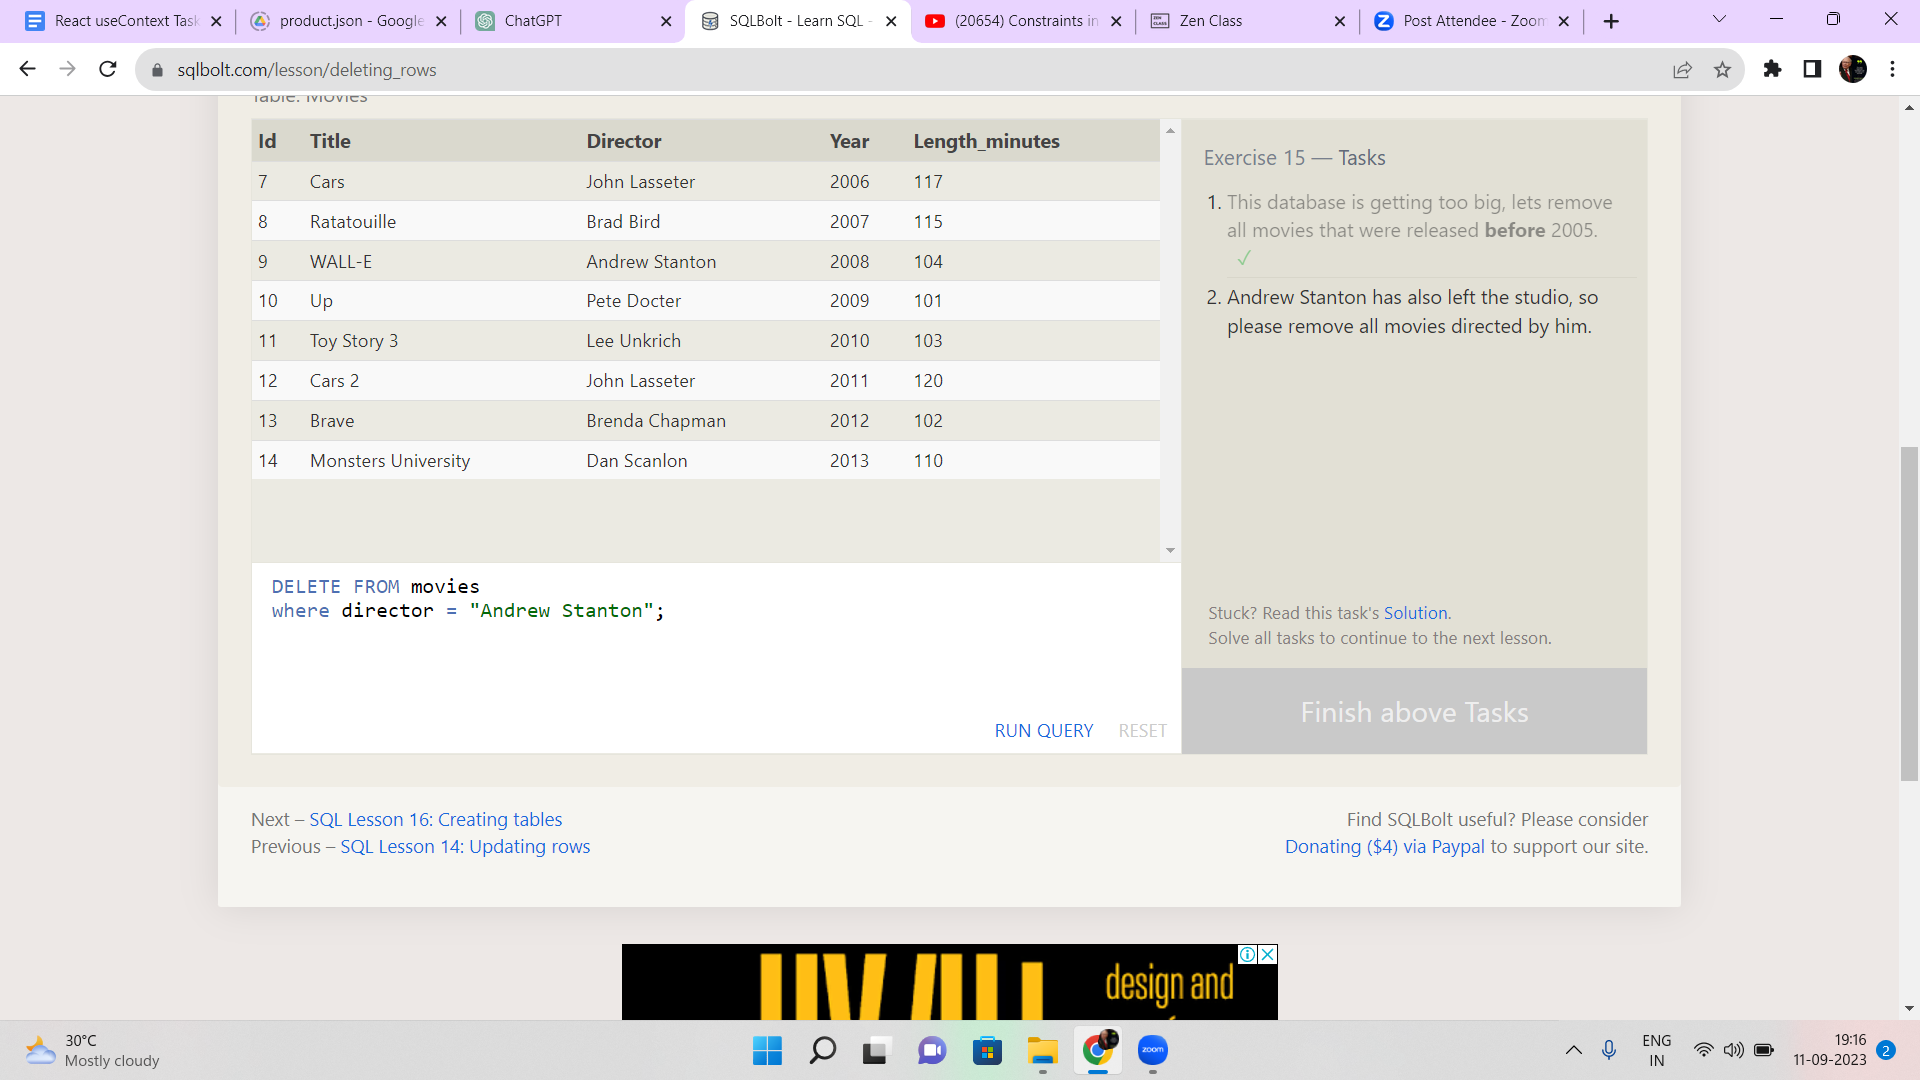 React useContext Task
product.json - Google
ChatGPT
SQLBolt - Learn SQL -
(20654) Constraints in
Zen Class
Post Attendee - Zoom
sqlbolt.com/lesson/deleting_rows
Table: Movies
Id Title Director Year Length_minutes
7 Cars John Lasseter 2006 117
8 Ratatouille Brad Bird 2007 115
9 WALL-E Andrew Stanton 2008 104
10 Up Pete Docter 2009 101
11 Toy Story 3 Lee Unkrich 2010 103
12 Cars 2 John Lasseter 2011 120
13 Brave Brenda Chapman 2012 102
14 Monsters University Dan Scanlon 2013 110
DELETE FROM movies
where director = "Andrew Stanton";
RUN QUERY RESET
Exercise 15 — Tasks
1. This database is getting too big, lets remove
all movies that were released before 2005.
✓
2. Andrew Stanton has also left the studio, so
please remove all movies directed by him.
Stuck? Read this task's Solution.
Solve all tasks to continue to the next lesson.
Finish above Tasks
Next – SQL Lesson 16: Creating tables
Previous – SQL Lesson 14: Updating rows
Find SQLBolt useful? Please consider
Donating ($4) via Paypal to support our site.
design and
30°C
Mostly cloudy
zoom
ENG
IN
19:16
11-09-2023
2